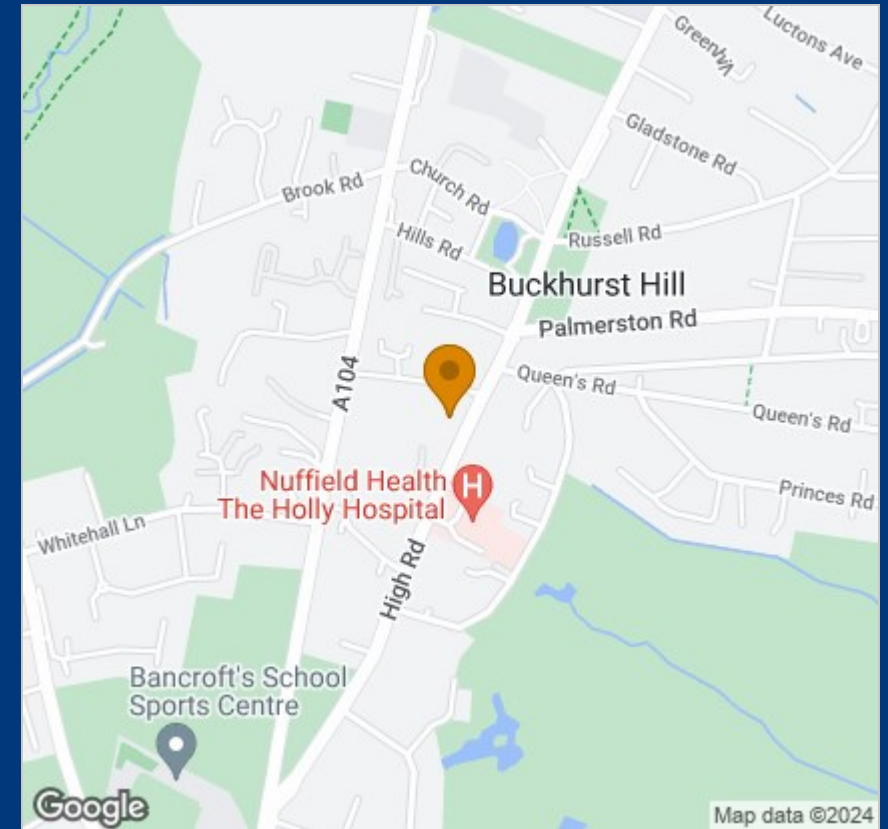 Luctons Ave
Green Wy
Gladstone Rd
Church Rd
Brook Rd
Hills Rd
Russell Rd
Buckhurst Hill
Palmerston Rd
A104
Queen's Rd
Queen's Rd
Nuffield Health
The Holly Hospital
H
Princes Rd
Whitehall Ln
High Rd
Bancroft's School
Sports Centre
Google
Map data ©2024